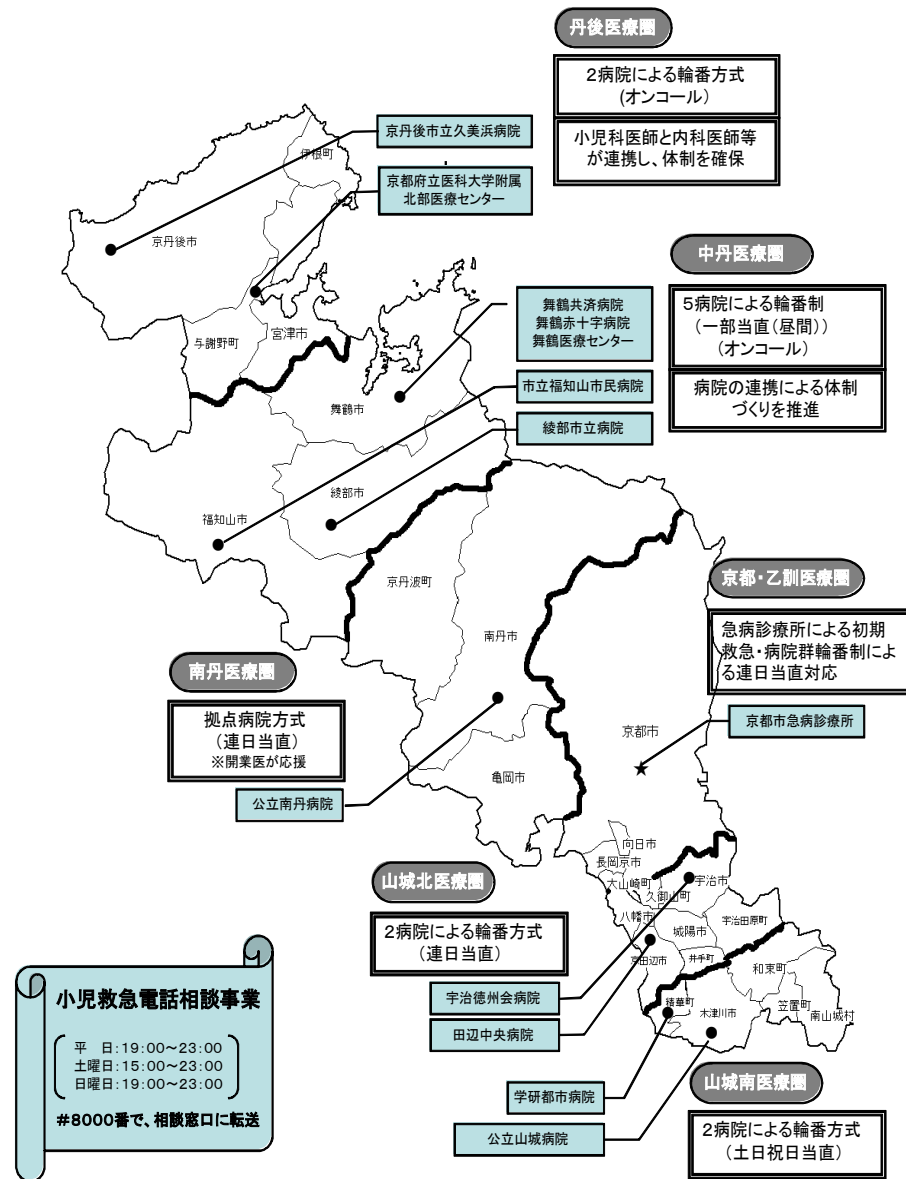 丹後医療圏
2病院による輪番方式
(オンコール)
小児科医師と内科医師等
が連携し、体制を確保
京丹後市立久美浜病院
伊根町
京都府立医科大学附属
北部医療センター
京丹後市
中丹医療圏
5病院による輪番制
(一部当直(昼間))
(オンコール)
病院の連携による体制
づくりを推進
舞鶴共済病院
舞鶴赤十字病院
舞鶴医療センター
宮津市
与謝野町
市立福知山市民病院
舞鶴市
綾部市立病院
綾部市
福知山市
京丹波町
京都・乙訓医療圏
急病診療所による初期
救急・病院群輪番制によ
る連日当直対応
南丹市
南丹医療圏
拠点病院方式
(連日当直)
※開業医が応援
京都市急病診療所
京都市
亀岡市
公立南丹病院
向日市
長岡京市
大山崎町
宇治市
久御山町
山城北医療圏
2病院による輪番方式
(連日当直)
八幡市
宇治田原町
城陽市
井手町
京田辺市
和束町
宇治徳州会病院
精華町
木津川市
笠置町
南山城村
田辺中央病院
小児救急電話相談事業
平 日:19:00~23:00
土曜日:15:00~23:00
日曜日:19:00~23:00
#8000番で、相談窓口に転送
学研都市病院
公立山城病院
山城南医療圏
2病院による輪番方式
(土日祝日当直)